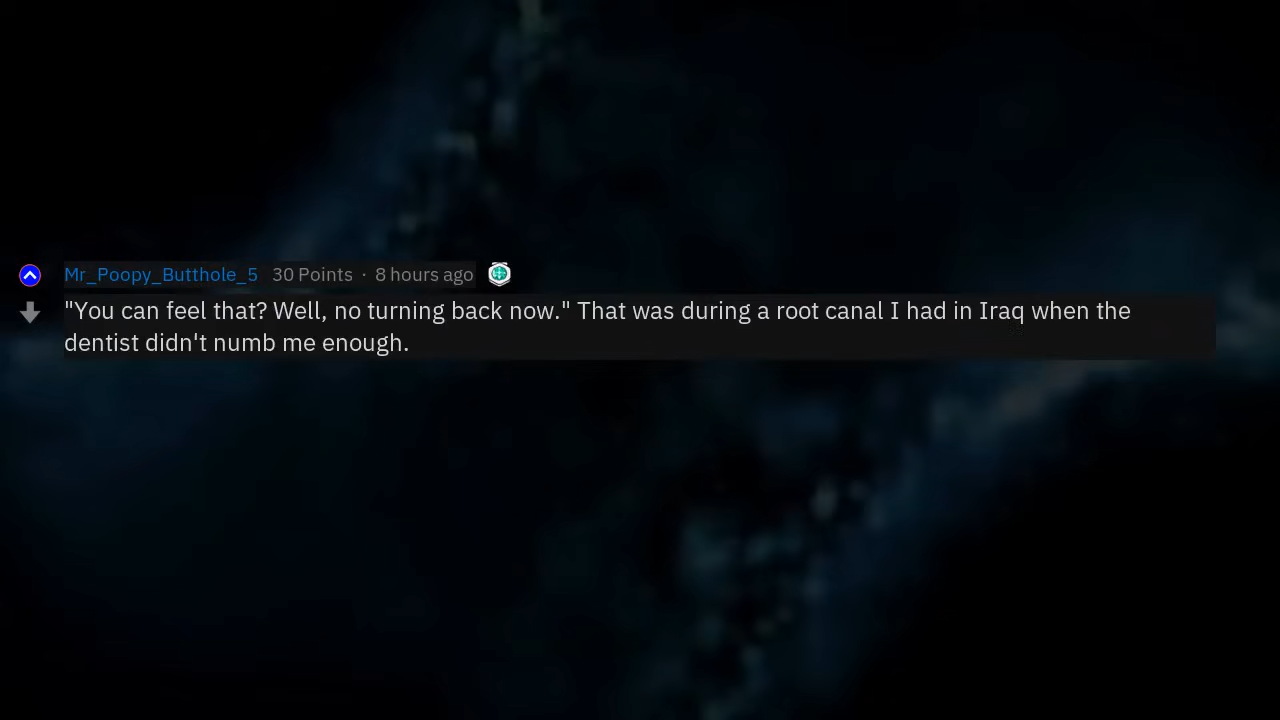 Mr_Poopy_Butthole_5 30 Points · 8 hours ago
"You can feel that? Well, no turning back now." That was during a root canal I had in Iraq when the
dentist didn't numb me enough.